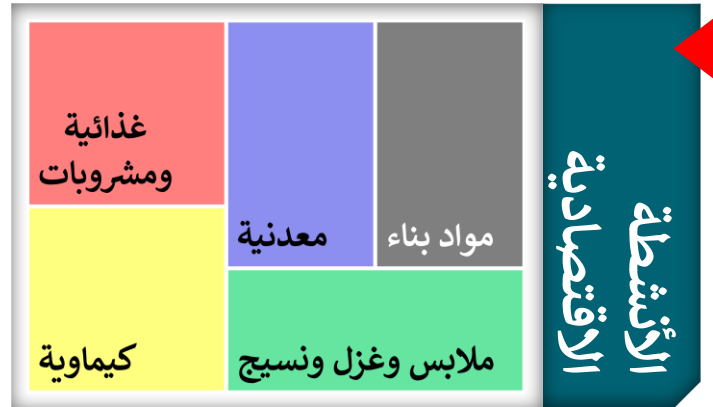 الأنشطة
الاقتصادية
غذائية
ومشروبات
معدنية
مواد بناء
كيماوية
ملابس وغزل ونسيج